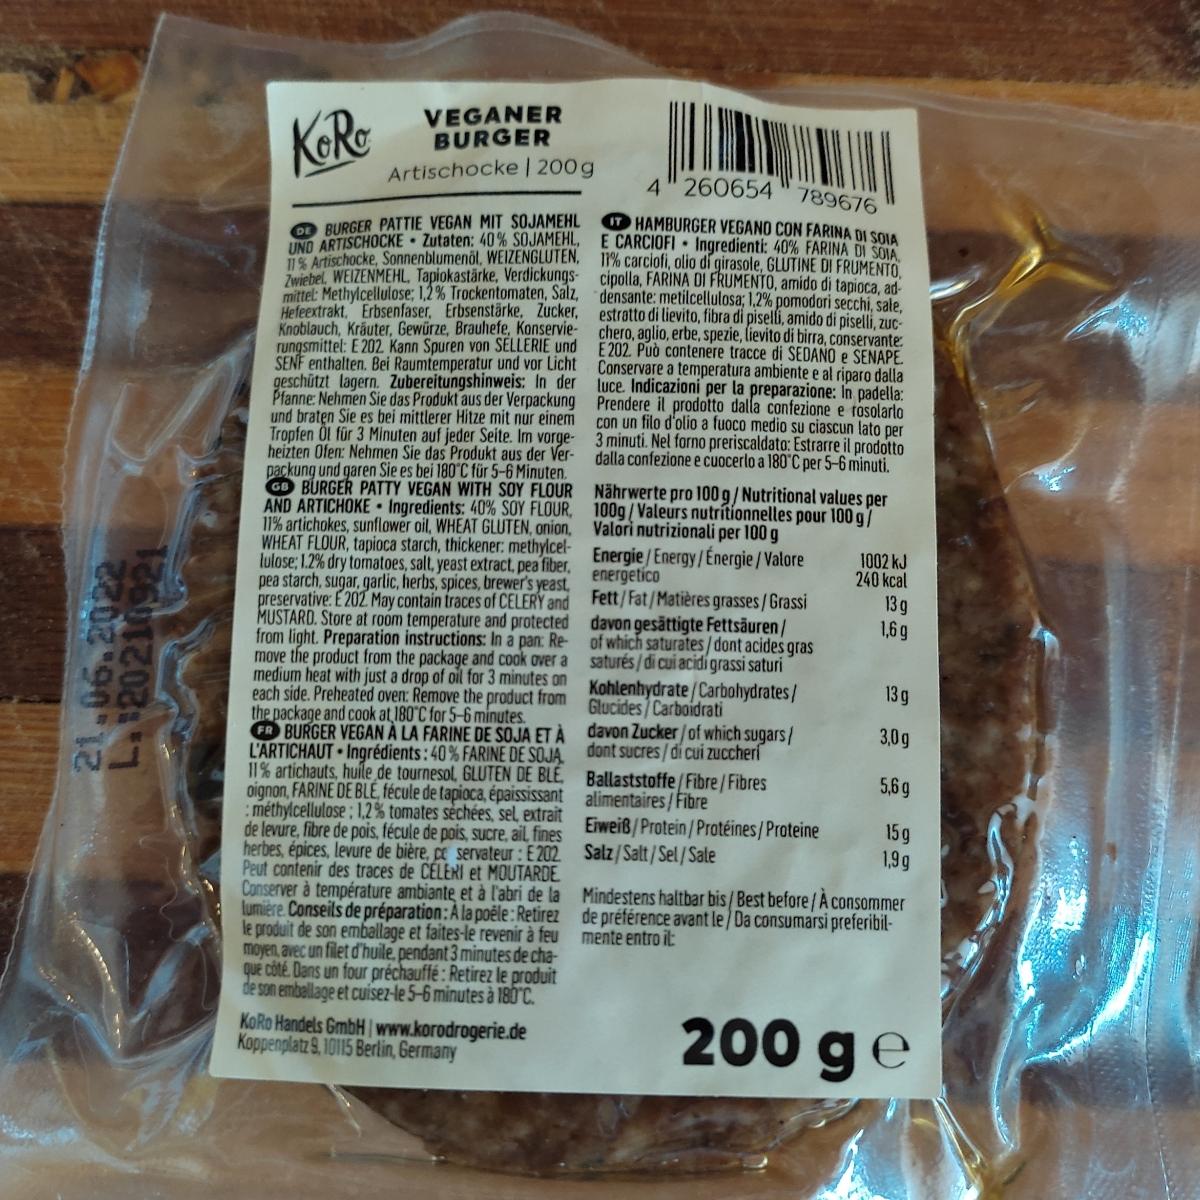 KoRo
VEGANER
BURGER
Artischocke | 200g
4 260654 789676
DE BURGER PATTIE VEGAN MIT SOJAMEHL
UND ARTISCHOCKE • Zutaten: 40% SOJAMEHL,
11% Artischocke, Sonnenblumenöl, WEIZENGLUTEN,
Zwiebel, WEIZENMEHL, Tapiokastärke, Verdickungs-
mittel: Methylcellulose; 1,2% Trockentomaten, Salz,
Hefeextrakt, Erbsenfaser, Erbsenstärke, Zucker,
Knoblauch, Kräuter, Gewürze, Brauhefe, Konservie-
rungsmittel: E 202. Kann Spuren von SELLERIE und
SENF enthalten. Bei Raumtemperatur und vor Licht
geschützt lagern. Zubereitungshinweis: In der
Pfanne: Nehmen Sie das Produkt aus der Verpackung
und braten Sie es bei mittlerer Hitze mit nur einem
Tropfen Öl für 3 Minuten auf jeder Seite. Im vorge-
heizten Ofen: Nehmen Sie das Produkt aus der Ver-
packung und garen Sie es bei 180°C für 5-6 Minuten.
GB BURGER PATTY VEGAN WITH SOY FLOUR
AND ARTICHOKE • Ingredients: 40% SOY FLOUR,
11% artichokes, sunflower oil, WHEAT GLUTEN, onion,
WHEAT FLOUR, tapioca starch, thickener: methylcel-
lulose; 1.2% dry tomatoes, salt, yeast extract, pea fiber,
pea starch, sugar, garlic, herbs, spices, brewer's yeast,
preservative: E 202. May contain traces of CELERY and
MUSTARD. Store at room temperature and protected
from light. Preparation instructions: In a pan: Re-
move the product from the package and cook over a
medium heat with just a drop of oil for 3 minutes on
each side. Preheated oven: Remove the product from
the package and cook at 180°C for 5-6 minutes.
FR BURGER VEGAN À LA FARINE DE SOJA ET À
L'ARTICHAUT • Ingrédients : 40% FARINE DE SOJA,
11% artichauts, huile de tournesol, GLUTEN DE BLÉ,
oignon, FARINE DE BLÉ, fécule de tapioca, épaississant
: méthylcellulose ; 1,2% tomates séchées, sel, extrait
de levure, fibre de pois, fécule de pois, sucre, ail, fines
herbes, épices, levure de bière, co servateur : E 202.
Peut contenir des traces de CÉLERI et MOUTARDE.
Conserver à température ambiante et à l'abri de la
lumière. Conseils de préparation : À la poêle : Retirez
le produit de son emballage et faites-le revenir à feu
moyen, avec un filet d'huile, pendant 3 minutes de cha-
que côté. Dans un four préchauffé : Retirez le produit
de son emballage et cuisez-le 5-6 minutes à 180°C.
KoRo Handels GmbH | www.korodrogerie.de
Koppenplatz 9, 10115 Berlin, Germany
IT HAMBURGER VEGANO CON FARINA DI SOIA
E CARCIOFI • Ingredienti: 40% FARINA DI SOIA,
11% carciofi, olio di girasole, GLUTINE DI FRUMENTO,
cipolla, FARINA DI FRUMENTO, amido di tapioca, ad-
densante: metilcellulosa; 1,2% pomodori secchi, sale,
estratto di lievito, fibra di piselli, amido di piselli, zuc-
chero, aglio, erbe, spezie, lievito di birra, conservante:
E 202. Può contenere tracce di SEDANO e SENAPE.
Conservare a temperatura ambiente e al riparo dalla
luce. Indicazioni per la preparazione: In padella:
Prendere il prodotto dalla confezione e rosolarlo
con un filo d'olio a fuoco medio su ciascun lato per
3 minuti. Nel forno preriscaldato: Estrarre il prodotto
dalla confezione e cuocerlo a 180°C per 5-6 minuti.
Nährwerte pro 100 g / Nutritional values per
100g / Valeurs nutritionnelles pour 100 g /
Valori nutrizionali per 100 g
Energie / Energy / Énergie / Valore 1002 kJ
energetico 240 kcal
Fett / Fat / Matières grasses / Grassi 13 g
davon gesättigte Fettsäuren / 1,6 g
of which saturates / dont acides gras
saturés / di cui acidi grassi saturi
Kohlenhydrate / Carbohydrates / 13 g
Glucides / Carboidrati
davon Zucker / of which sugars / 3,0 g
dont sucres / di cui zuccheri
Ballaststoffe / Fibre / Fibres 5,6 g
alimentaires / Fibre
Eiweiß / Protein / Protéines / Proteine 15 g
Salz / Salt / Sel / Sale 1,9 g
Mindestens haltbar bis / Best before / À consommer
de préférence avant le / Da consumarsi preferibil-
mente entro il:
200 g e
21.06.2022
L.:20210921